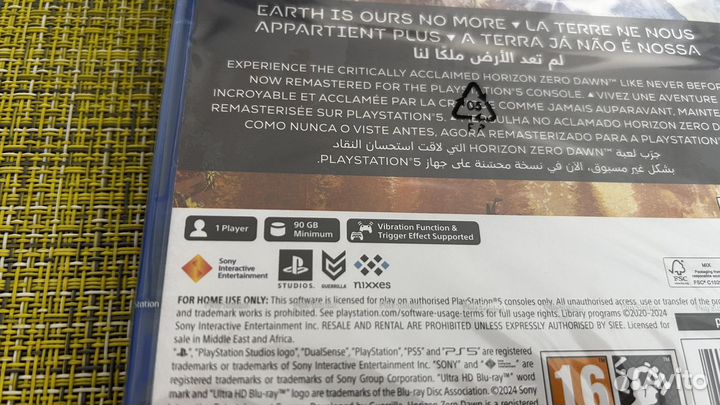 EARTH IS OURS NO MORE ▾ LA TERRE NE NOUS
APPARTIENT PLUS ▾ A TERRA JÁ NÃO É NOSSA
لم تعد الأرض ملكًا لنا
EXPERIENCE THE CRITICALLY ACCLAIMED HORIZON ZERO DAWN™ LIKE NEVER BEFOR
NOW REMASTERED FOR THE PLAYSTATION®5 CONSOLE. ▾ VIVEZ UNE AVENTURE
INCROYABLE ET ACCLAMÉE PAR LA COMME JAMAIS AUPARAVANT, MAINTE
REMASTERISÉE SUR PLAYSTATION®5. ULHA NO ACLAMADO HORIZON ZERO D
COMO NUNCA O VISTE ANTES, AGORA REMASTERIZADO PARA A PLAYSTATION®
جرّب لعبة HORIZON ZERO DAWN™ التي لاقت استحسان النقاد
بشكل غير مسبوق، الآن في نسخة محسّنة على جهاز PLAYSTATION®5.
05
1 Player
90 GB
Minimum
Vibration Function &
Trigger Effect Supported
Sony
Interactive
Entertainment
PlayStation
STUDIOS
GUERRILLA
nixxes
FSC
MIX
Packaging
FSC® C10
FOR HOME USE ONLY: This software is licensed for play on authorised PlayStation®5 consoles only. All unauthorised access, use or transfer of the pro
and trademark works is prohibited. See playstation.com/software-usage-terms for full usage rights. Library programs ©2020–2024
Sony Interactive Entertainment Inc. RESALE AND RENTAL ARE PROHIBITED UNLESS EXPRESSLY AUTHORISED BY SIEE. Licensed for
sale in Middle East and Africa.
"PlayStation Studios logo", "DualSense", "PlayStation", "PS5" and "PS5" are registered
trademarks or trademarks of Sony Interactive Entertainment Inc. "SONY" and "
are registered trademarks or trademarks of Sony Group Corporation. "Ultra HD Blu-ray™" word
mark and "Ultra HD Blu-ray™" logo are trademarks of the Blu-ray Disc Association. ©2024 Sony
16
Avito